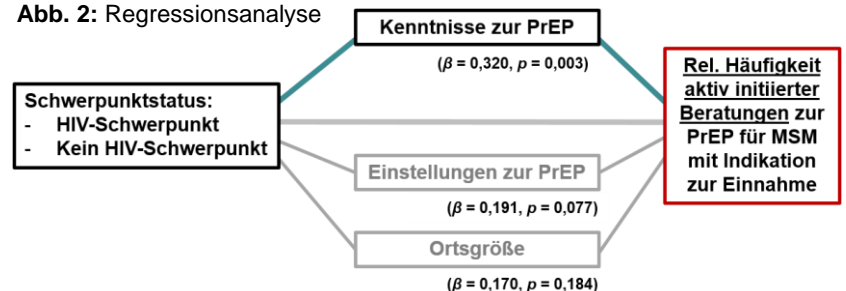 Abb. 2: Regressionsanalyse
Kenntnisse zur PrEP
(β = 0,320, p = 0,003)
Schwerpunktstatus:
- HIV-Schwerpunkt
- Kein HIV-Schwerpunkt
Einstellungen zur PrEP
(β = 0,191, p = 0,077)
Ortsgröße
(β = 0,170, p = 0,184)
Rel. Häufigkeit
aktiv initiierter
Beratungen zur
PrEP für MSM
mit Indikation
zur Einnahme